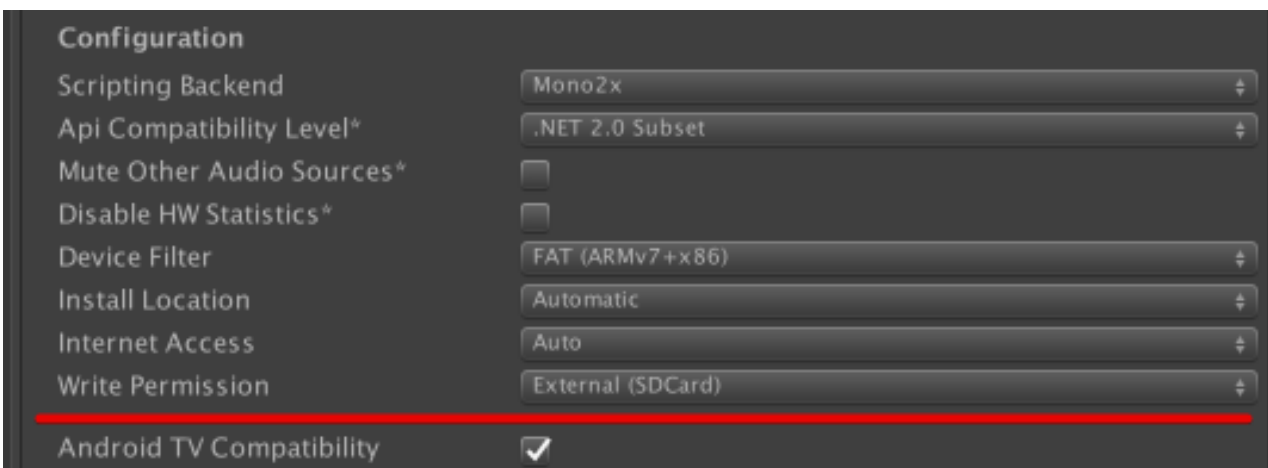 Configuration
Scripting Backend Mono2x
Api Compatibility Level* .NET 2.0 Subset
Mute Other Audio Sources*
Disable HW Statistics*
Device Filter FAT (ARMv7+x86)
Install Location Automatic
Internet Access Auto
Write Permission External (SDCard)
Android TV Compatibility